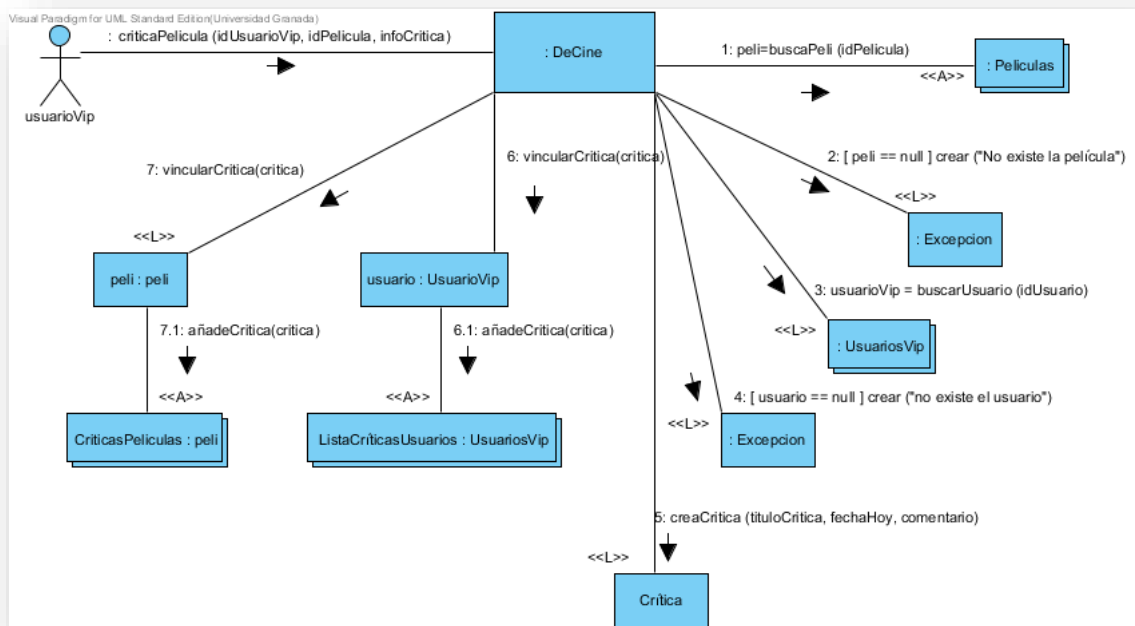 Visual Paradigm for UML Standard Edition(Universidad Granada)
: criticaPelicula (idUsuarioVip, idPelicula, infoCritica)
usuarioVip
: DeCine
1: peli=buscaPeli (idPelicula)
<<A>>
: Peliculas
2: [ peli == null ] crear ("No existe la película")
<<L>>
: Excepcion
7: vincularCritica(critica)
6: vincularCritica(critica)
<<L>>
peli : peli
usuario : UsuarioVip
3: usuarioVip = buscarUsuario (idUsuario)
<<L>>
: UsuariosVip
7.1: añadeCritica(critica)
6.1: añadeCritica(critica)
<<A>>
<<A>>
4: [ usuario == null ] crear ("no existe el usuario")
<<L>>
: Excepcion
CriticasPeliculas : peli
ListaCríticasUsuarios : UsuariosVip
5: creaCritica (tituloCritica, fechaHoy, comentario)
<<L>>
Crítica